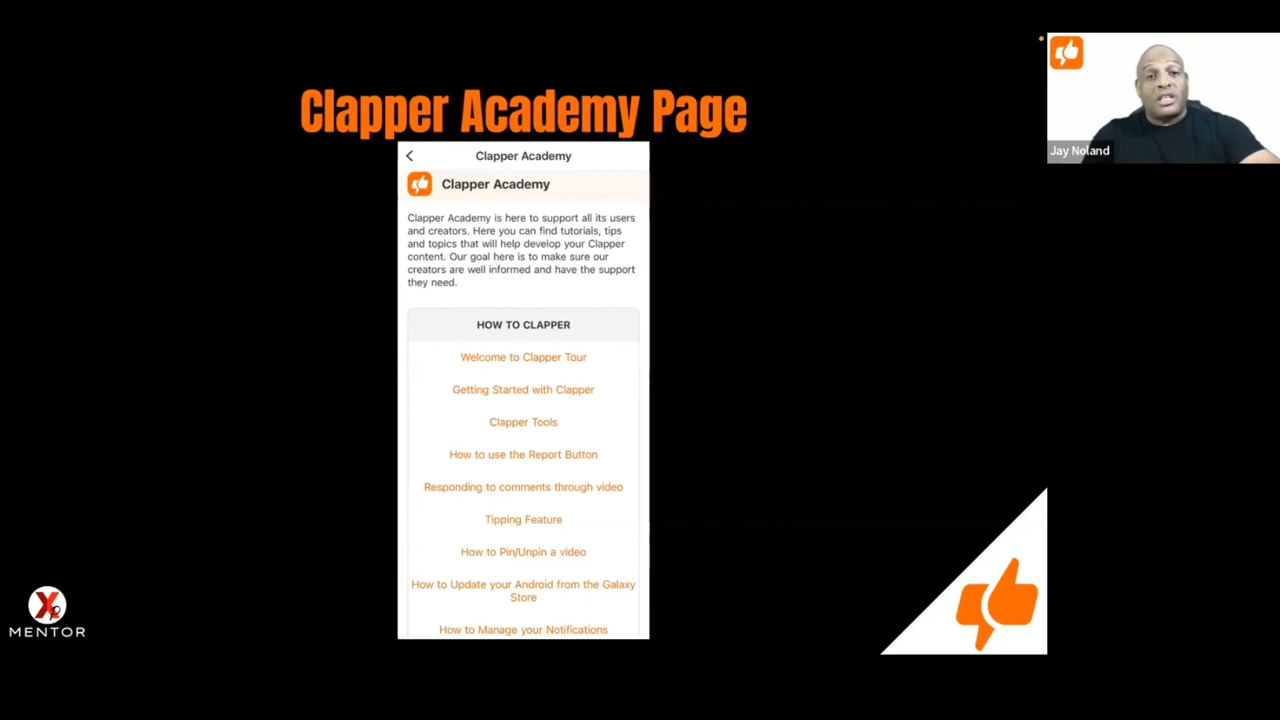 Clapper Academy Page
Jay Noland
Clapper Academy
Clapper Academy
Clapper Academy is here to support all its users
and creators. Here you can find tutorials, tips
and topics that will help develop your Clapper
content. Our goal here is to make sure our
creators are well informed and have the support
they need.
HOW TO CLAPPER
Welcome to Clapper Tour
Getting Started with Clapper
Clapper Tools
How to use the Report Button
Responding to comments through video
Tipping Feature
How to Pin/Unpin a video
How to Update your Android from the Galaxy
Store
How to Manage your Notifications
MENTOR